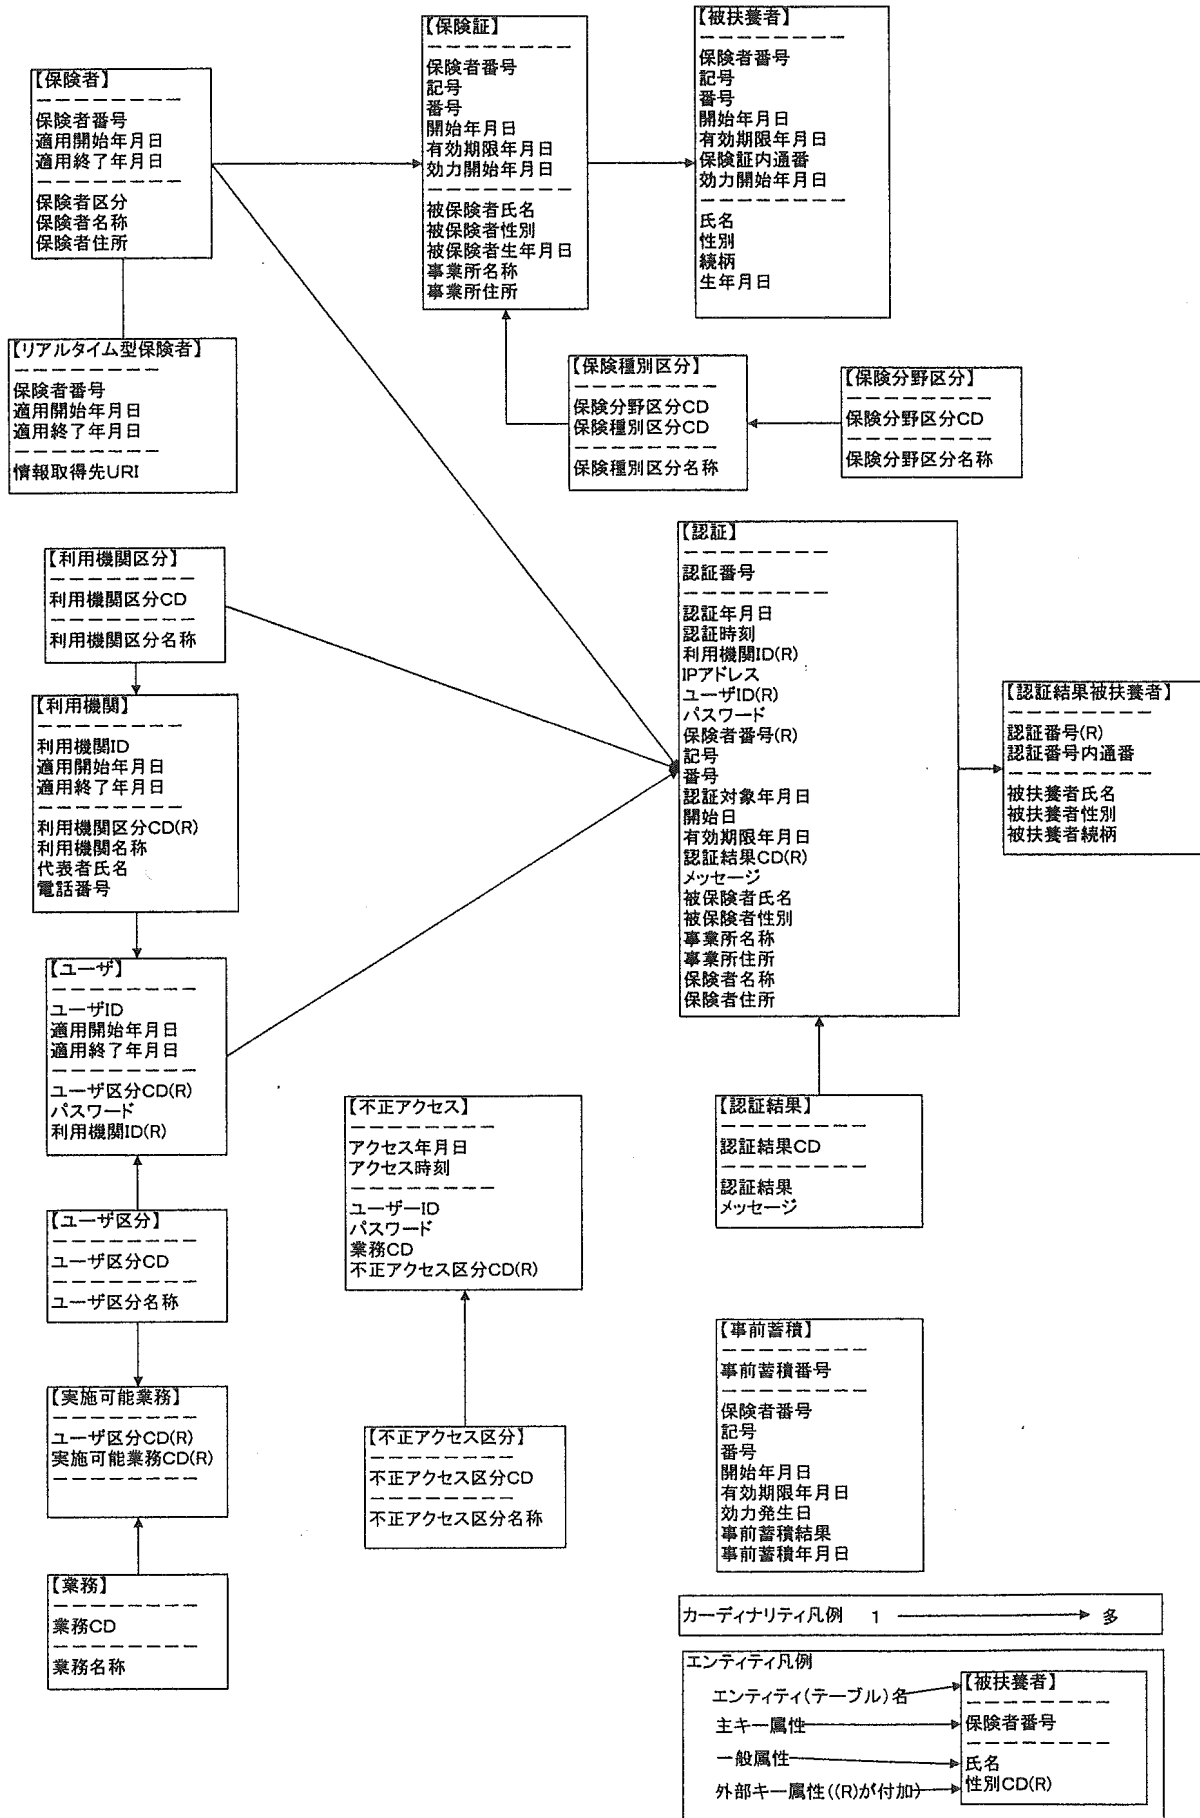 【保険者】
保険者番号
適用開始年月日
適用終了年月日
保険者区分
保険者名称
保険者住所
【保険証】
保険者番号
記号
番号
開始年月日
有効期限年月日
効力開始年月日
被保険者氏名
被保険者性別
被保険者生年月日
事業所名称
事業所住所
【被扶養者】
保険者番号
記号
番号
開始年月日
有効期限年月日
保険証内通番
効力開始年月日
氏名
性別
続柄
生年月日
【リアルタイム型保険者】
保険者番号
適用開始年月日
適用終了年月日
情報取得先URI
【保険種別区分】
保険分野区分CD
保険種別区分CD
保険種別区分名称
【保険分野区分】
保険分野区分CD
保険分野区分名称
【利用機関区分】
利用機関区分CD
利用機関区分名称
【利用機関】
利用機関ID
適用開始年月日
適用終了年月日
利用機関区分CD(R)
利用機関名称
代表者氏名
電話番号
【認証】
認証番号
認証年月日
認証時刻
利用機関ID(R)
IPアドレス
ユーザID(R)
パスワード
保険者番号(R)
記号
番号
認証対象年月日
開始日
有効期限年月日
認証結果CD(R)
メッセージ
被保険者氏名
被保険者性別
事業所名称
事業所住所
保険者名称
保険者住所
【認証結果被扶養者】
認証番号(R)
認証番号内通番
被扶養者氏名
被扶養者性別
被扶養者続柄
【ユーザ】
ユーザID
適用開始年月日
適用終了年月日
ユーザ区分CD(R)
パスワード
利用機関ID(R)
【不正アクセス】
アクセス年月日
アクセス時刻
ユーザーID
パスワード
業務CD
不正アクセス区分CD(R)
【認証結果】
認証結果CD
認証結果
メッセージ
【ユーザ区分】
ユーザ区分CD
ユーザ区分名称
【実施可能業務】
ユーザ区分CD(R)
実施可能業務CD(R)
【不正アクセス区分】
不正アクセス区分CD
不正アクセス区分名称
【事前蓄積】
事前蓄積番号
保険者番号
記号
番号
開始年月日
有効期限年月日
効力発生日
事前蓄積結果
事前蓄積年月日
【業務】
業務CD
業務名称
カーディナリティ凡例 1 多
エンティティ凡例
エンティティ(テーブル)名
主キー属性
一般属性
外部キー属性((R)が付加)
【被扶養者】
保険者番号
氏名
性別CD(R)